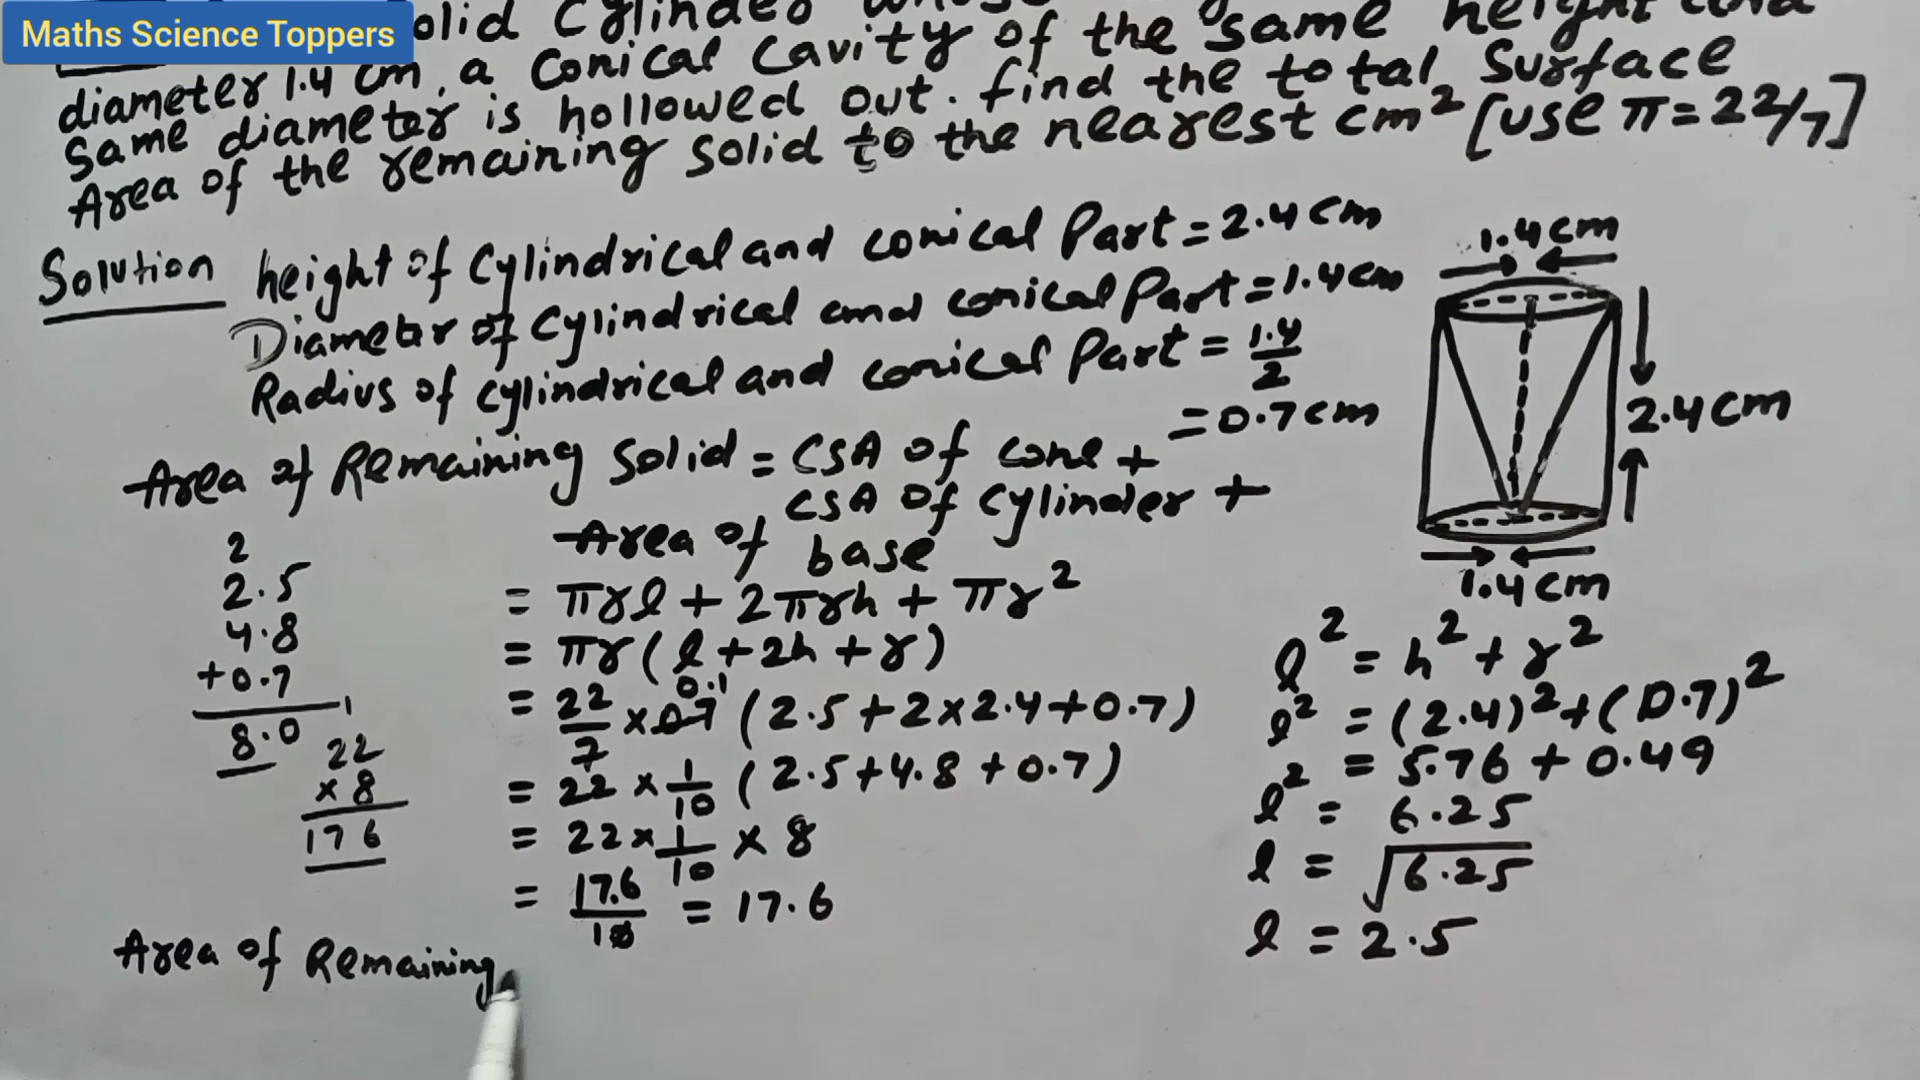 Maths Science Toppers
olid Cylinder
diameter 1.4 cm, a Conical Cavity of the same height and
Same diameter is hollowed out. find the total Surface
Area of the remaining Solid to the nearest cm² [use π = 22/7]
Solution
height of Cylindrical and conical Part = 2.4 cm
Diameter of Cylindrical and conical Part = 1.4 cm
Radius of cylindrical and conical Part = 1.4/2
= 0.7 cm
Area of Remaining Solid = CSA of cone +
CSA of Cylinder +
Area of base
= πrl + 2πrh + πr²
= πr (l + 2h + r)
= 22/7 × 0.7 0.1 (2.5 + 2 × 2.4 + 0.7)
= 22 × 1/10 (2.5 + 4.8 + 0.7)
= 22 × 1/10 × 8
= 17.6/10 = 17.6
Area of Remaining
2
2.5
4.8
+0.7
8.0
1
22
× 8
176
1.4 cm
2.4 cm
1.4 cm
l² = h² + r²
l² = (2.4)² + (0.7)²
= 5.76 + 0.49
l² = 6.25
l = √6.25
l = 2.5